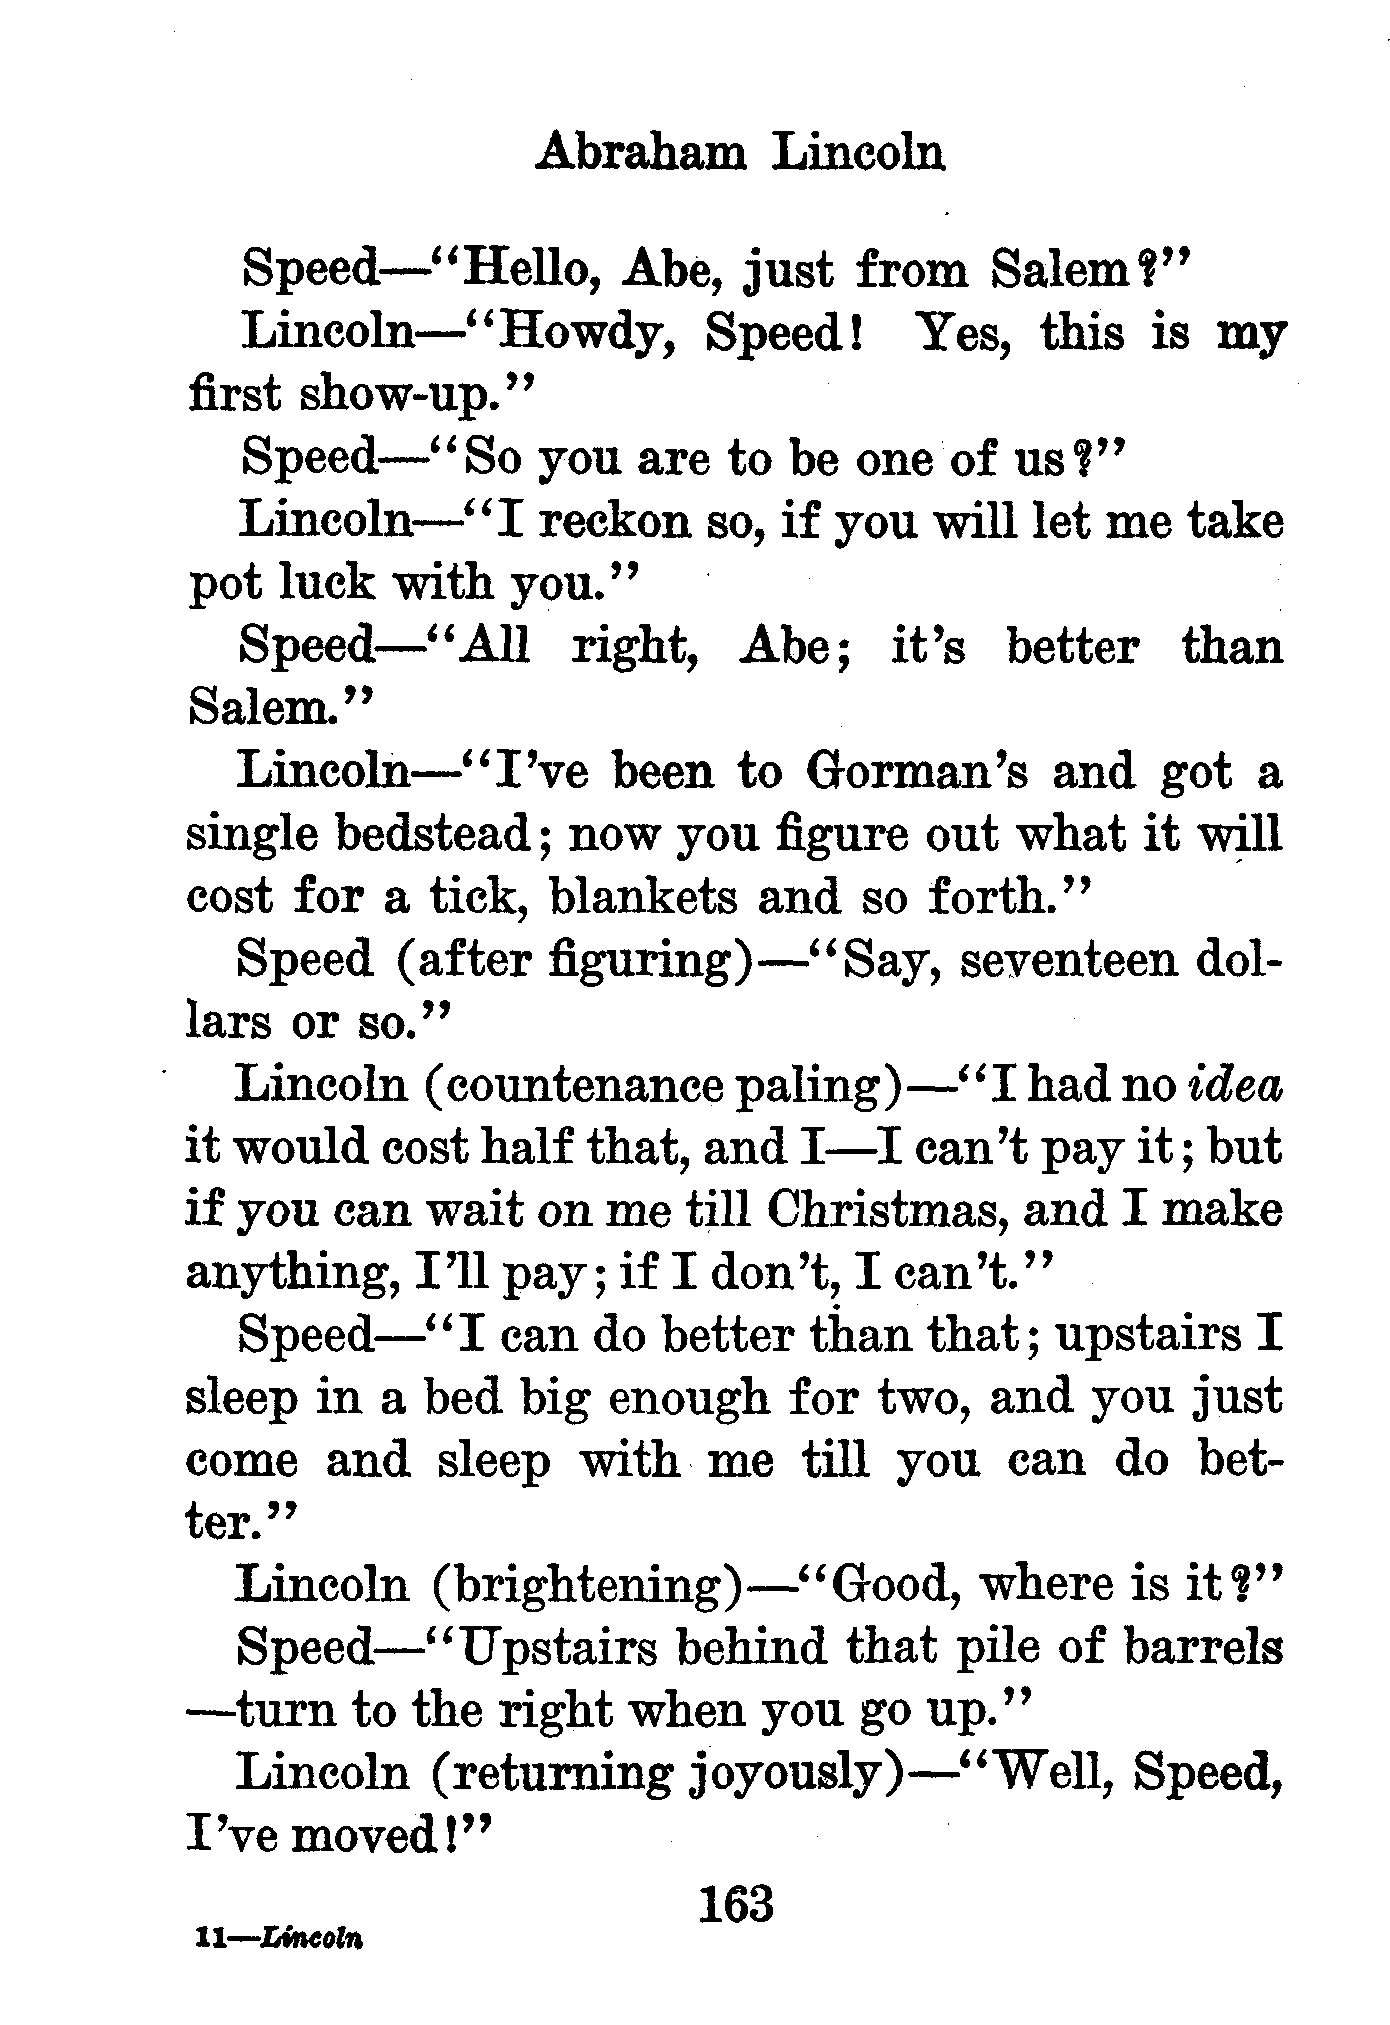 Abraham Lincoln
Speed—“Hello, Abe, just from Salem?”
Lincoln—“Howdy, Speed! Yes, this is my
first show-up.”
Speed—“So you are to be one of us?”
Lincoln—“I reckon so, if you will let me take
pot luck with you.”
Speed—“All right, Abe; it’s better than
Salem.”
Lincoln—“I’ve been to Gorman’s and got a
single bedstead; now you figure out what it will
cost for a tick, blankets and so forth.”
Speed (after figuring)—“Say, seventeen dol-
lars or so.”
Lincoln (countenance paling)—“I had no idea
it would cost half that, and I—I can’t pay it; but
if you can wait on me till Christmas, and I make
anything, I’ll pay; if I don’t, I can’t.”
Speed—“I can do better than that; upstairs I
sleep in a bed big enough for two, and you just
come and sleep with me till you can do bet-
ter.”
Lincoln (brightening)—“Good, where is it?”
Speed—“Upstairs behind that pile of barrels
—turn to the right when you go up.”
Lincoln (returning joyously)—“Well, Speed,
I’ve moved!”
163
11—Lincoln